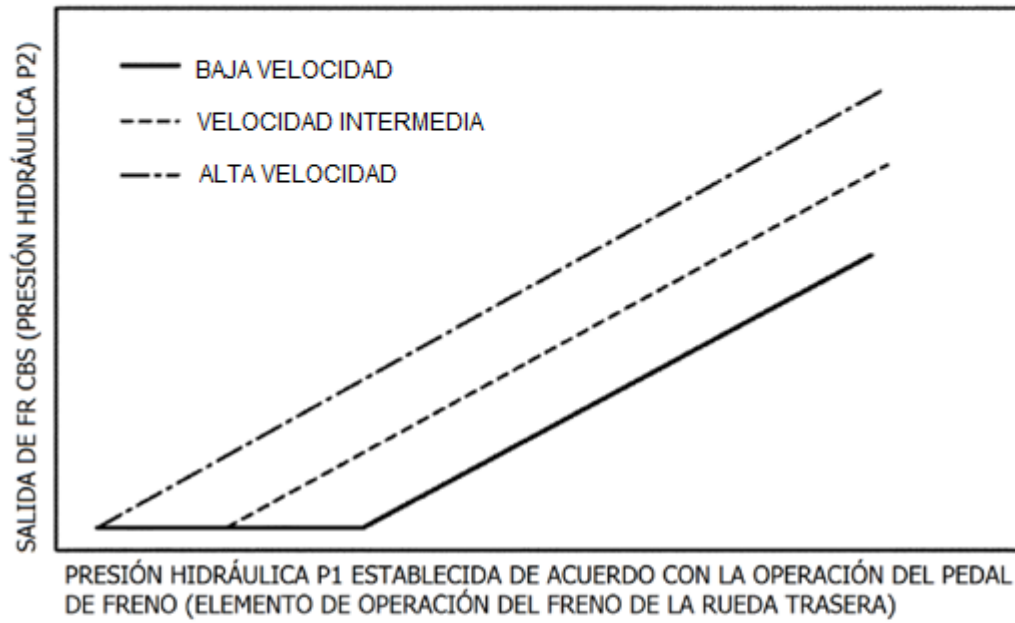 SALIDA DE FR CBS (PRESIÓN HIDRÁULICA P2)
BAJA VELOCIDAD
VELOCIDAD INTERMEDIA
ALTA VELOCIDAD
PRESIÓN HIDRÁULICA P1 ESTABLECIDA DE ACUERDO CON LA OPERACIÓN DEL PEDAL
DE FRENO (ELEMENTO DE OPERACIÓN DEL FRENO DE LA RUEDA TRASERA)